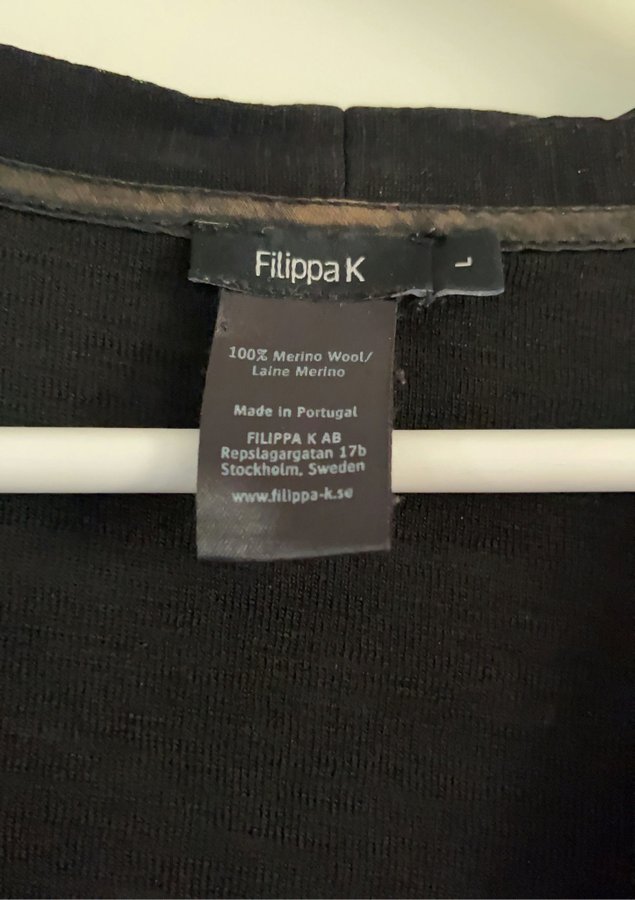 Filippa K
L
100% Merino Wool/
Laine Merino
Made in Portugal
FILIPPA K AB
Repslagargatan 17b
Stockholm, Sweden
www.filippa-k.se